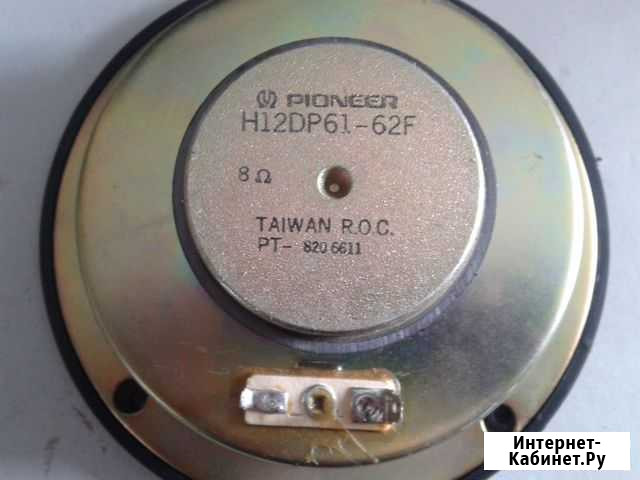 PIONEER
H12DP61-62F
8Ω
TAIWAN R.O.C.
PT- 820 6611
Интернет-
Кабинет.Ру